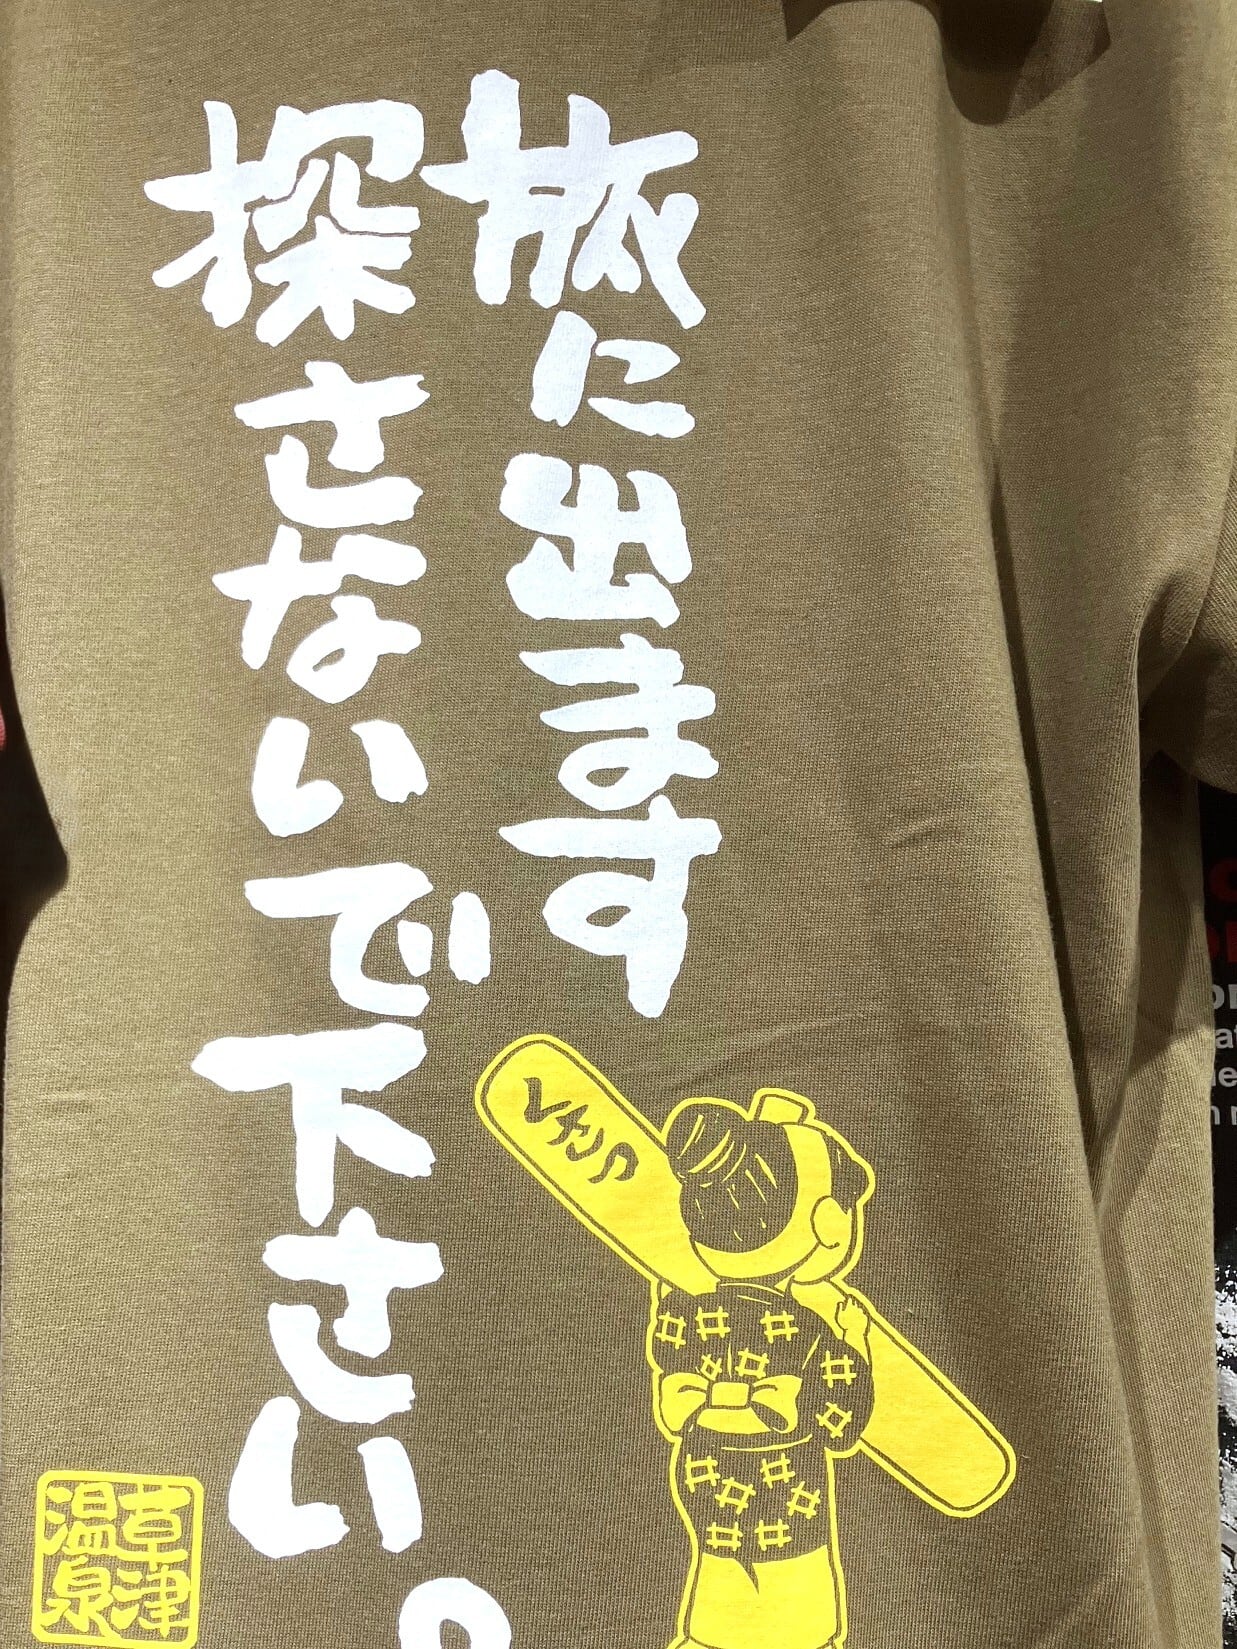 旅に出ます
探さないで下さい。
草津
温泉